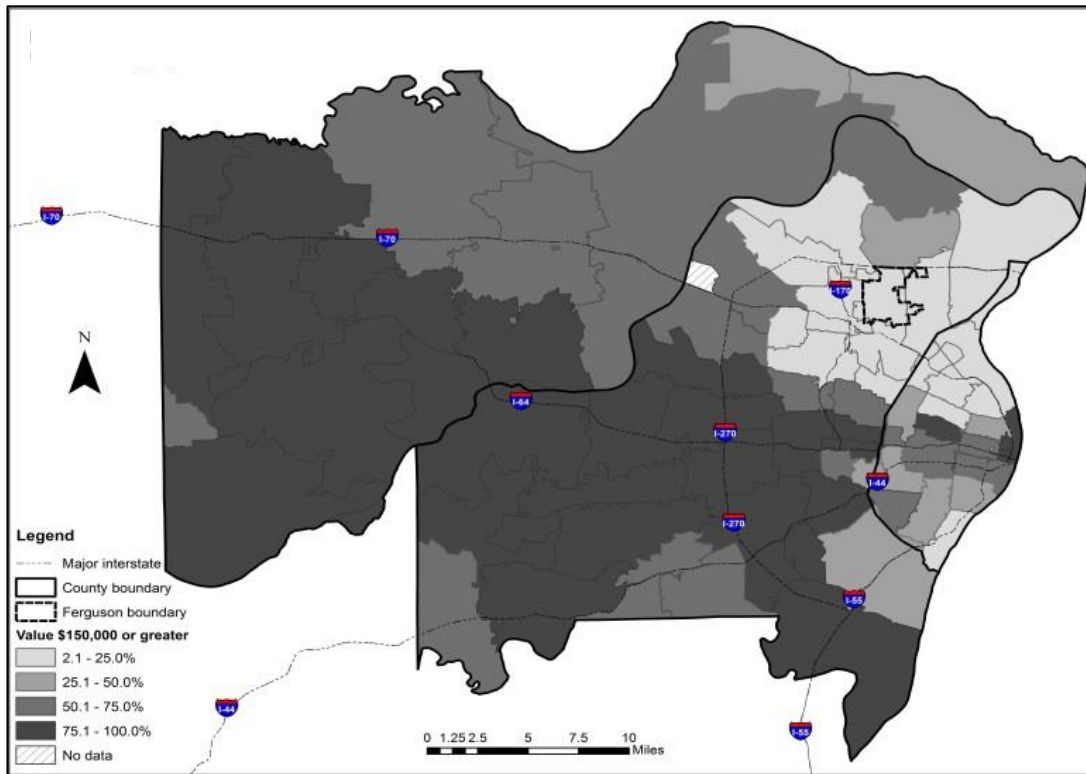 I-70
I-70
I-170
N
I-64
I-270
I-44
I-270
I-55
I-44
I-55
Legend
Major interstate
County boundary
Ferguson boundary
Value $150,000 or greater
2.1 - 25.0%
25.1 - 50.0%
50.1 - 75.0%
75.1 - 100.0%
No data
0 1.25 2.5 5 7.5 10
Miles